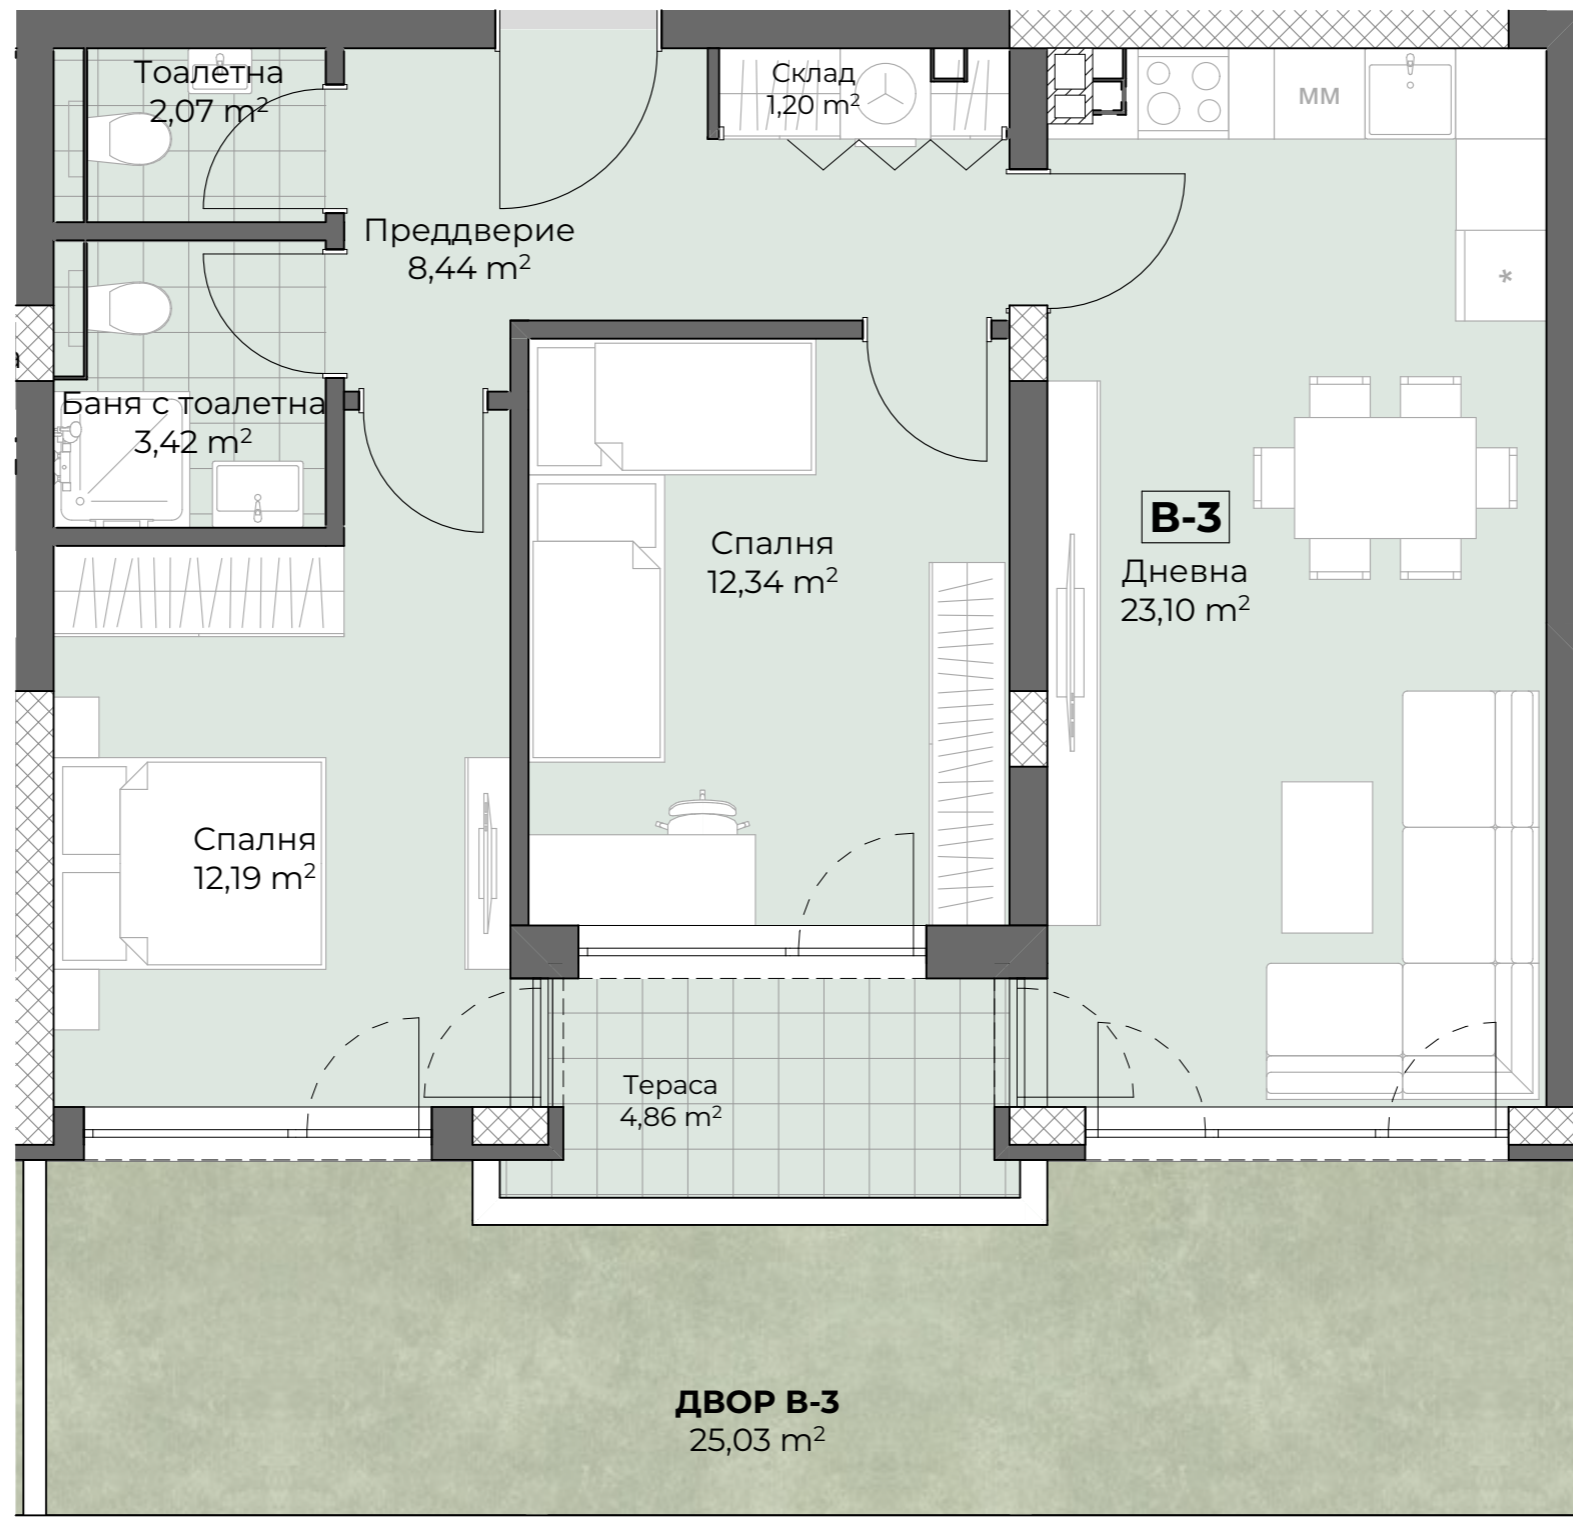 Тоалетна
2,07 m²
Склад
1,20 m²
ММ
Преддверие
8,44 m²
*
Баня с тоалетна
3,42 m²
В-3
Дневна
23,10 m²
Спалня
12,34 m²
Спалня
12,19 m²
Тераса
4,86 m²
ДВОР В-3
25,03 m²